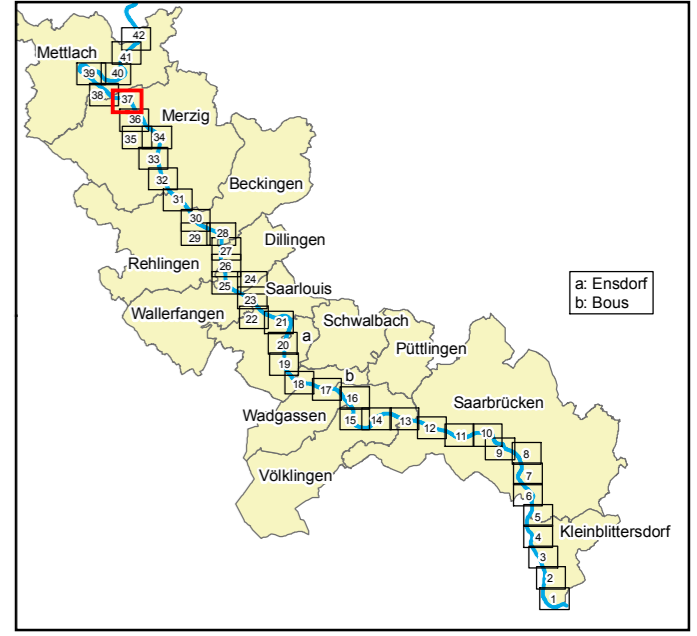 42
Mettlach
41
39
40
38
37
Merzig
36
35
34
33
32
Beckingen
31
30
28
29
Dillingen
27
Rehlingen
26
24
25
Saarlouis
a: Ensdorf
b: Bous
23
Wallerfangen
22
21
Schwalbach
a
20
Püttlingen
19
b
18
17
16
Saarbrücken
Wadgassen
15
14
13
12
11
10
9
8
Völklingen
7
6
5
Kleinblittersdorf
4
3
2
1